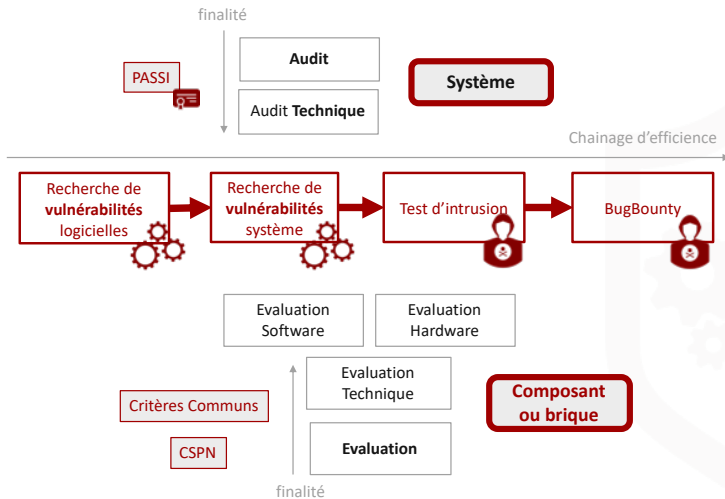 finalité
Audit
PASSI
Système
Audit Technique
Chainage d'efficience
Recherche de
vulnérabilités
logicielles
Recherche de
vulnérabilités
système
Test d'intrusion
BugBounty
Evaluation
Software
Evaluation
Hardware
Evaluation
Technique
Critères Communs
Composant
ou brique
CSPN
Evaluation
finalité